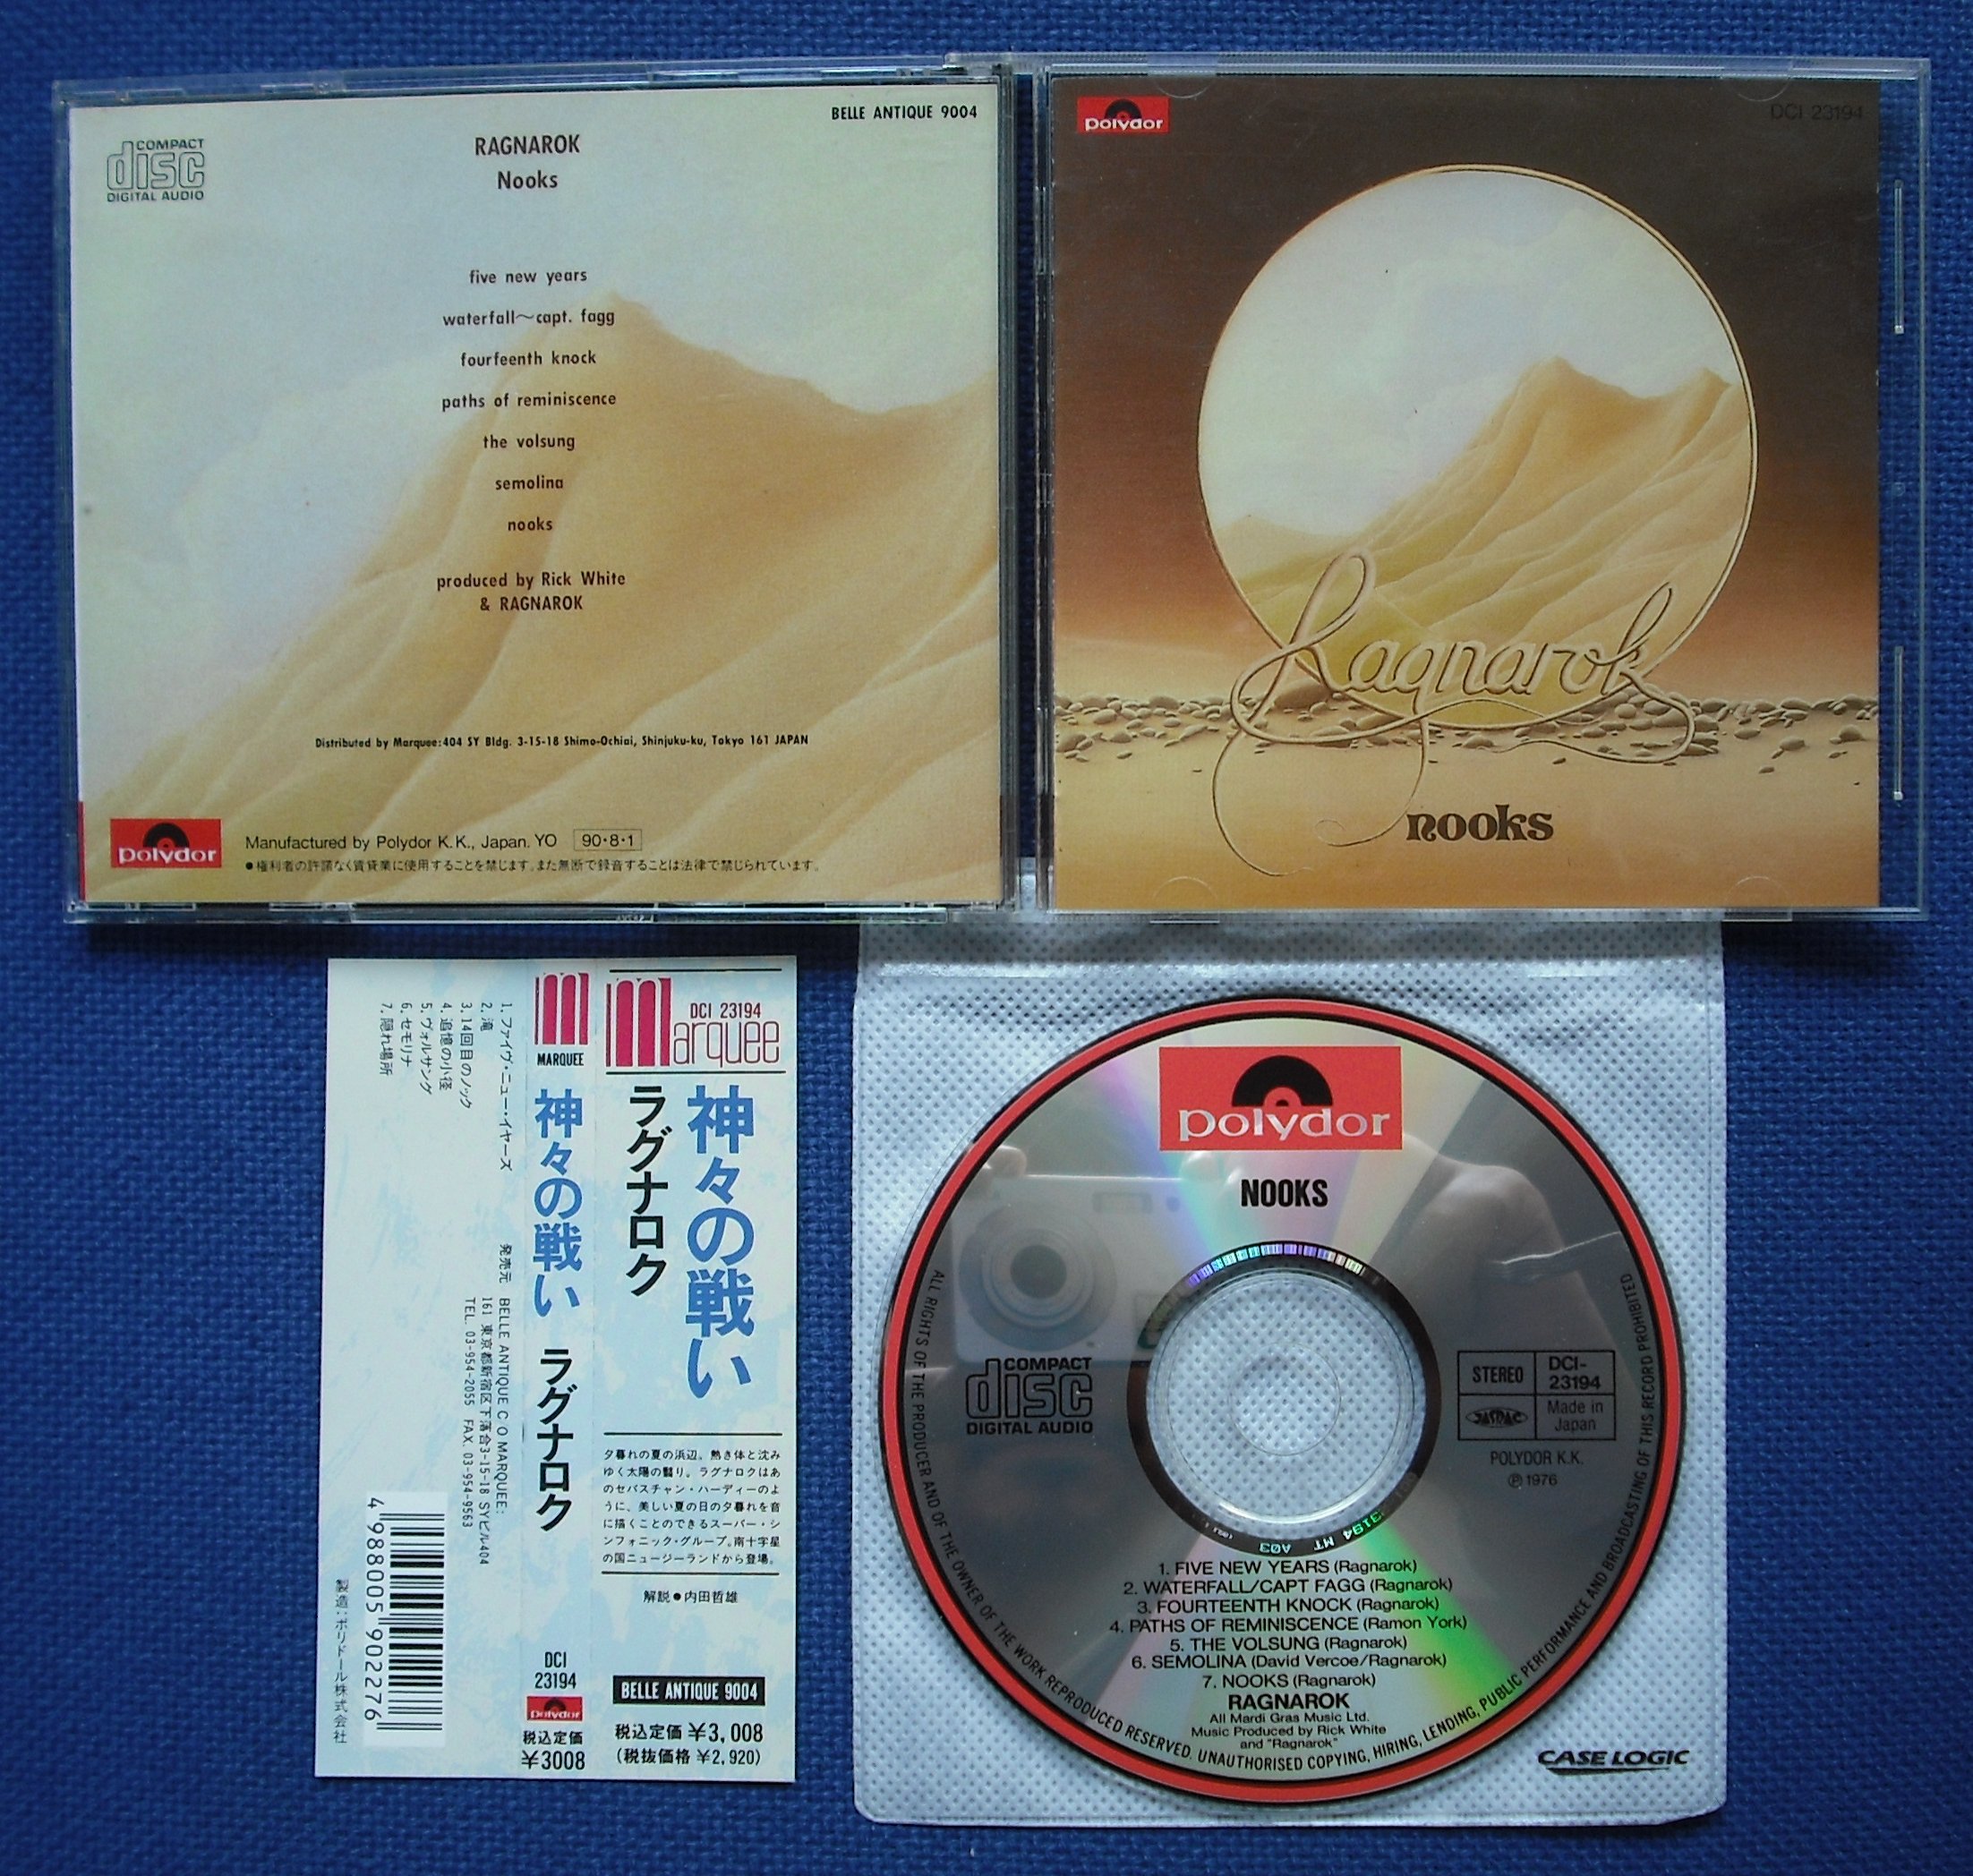 BELLE ANTIQUE 9004
COMPACT
disc
DIGITAL AUDIO
RAGNAROK
Nooks
five new years
waterfall〜capt. fagg
fourfeenth knock
paths of reminiscence
the volsung
semolina
nooks
produced by Rick White
& RAGNAROK
Distributed by Marquee:404 SY Bldg. 3-15-18 Shimo-Ochiai, Shinjuku-ku, Tokyo 161 JAPAN
polydor
Manufactured by Polydor K.K., Japan. YO 90・8・1
●権利者の許諾なく賃貸業に使用することを禁じます。また無断で録音することは法律で禁じられています。
polydor
DCI 23194
Ragnarok
nooks
DCI 23194
marquee
神々の戦い
ラグナロク
夕暮れの夏の浜辺。熱き体と沈み
ゆく太陽の翳り。ラグナロクはあ
のセバスチャン・ハーディーのよ
うに、美しい夏の日の夕暮れを音
に描くことのできるスーパー・シ
ンフォニック・グループ。南十字星
の国ニュージーランドから登場。
解説●内田哲雄
BELLE ANTIQUE 9004
税込定価 ¥3,008
(税抜価格 ¥2,920)
m
MARQUEE
神々の戦い ラグナロク
DCI
23194
polydor
税込定価
¥3008
1. ファイヴ・ニュー・イヤーズ
2. 滝
3. 14回目のノック
4. 追憶の小径
5. ヴォルサング
6. セモリナ
7. 隠れ場所
発売元 BELLE ANTIQUE C O MARQUEE:
161 東京都新宿区下落合3-15-18 SYビル404
TEL. 03-954-2055 FAX. 03-954-9563
4 988005 902276
製造:ポリドール株式会社
polydor
NOOKS
COMPACT
disc
DIGITAL AUDIO
STEREO
DCI-
23194
JASRAC
Made in
Japan
POLYDOR K.K.
℗1976
MT A03
1. FIVE NEW YEARS (Ragnarok)
2. WATERFALL/CAPT FAGG (Ragnarok)
3. FOURTEENTH KNOCK (Ragnarok)
4. PATHS OF REMINISCENCE (Ramon York)
5. THE VOLSUNG (Ragnarok)
6. SEMOLINA (David Vercoe/Ragnarok)
7. NOOKS (Ragnarok)
RAGNAROK
All Mardi Gras Music Ltd.
Music Produced by Rick White
and "Ragnarok"
ALL RIGHTS OF THE PRODUCER AND OF THE OWNER OF THE WORK REPRODUCED RESERVED. UNAUTHORISED COPYING, HIRING, LENDING, PUBLIC PERFORMANCE AND BROADCASTING OF THIS RECORD PROHIBITED
CASE LOGIC